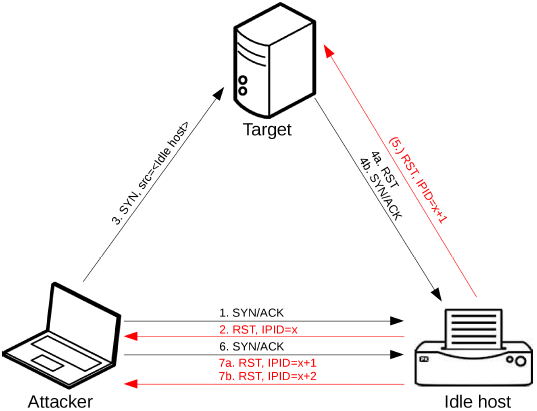 Target
3. SYN, src=<Idle host>
4a. RST
4b. SYN/ACK
(5.) RST, IPID=x+1
1. SYN/ACK
2. RST, IPID=x
6. SYN/ACK
7a. RST, IPID=x+1
7b. RST, IPID=x+2
Attacker
Idle host